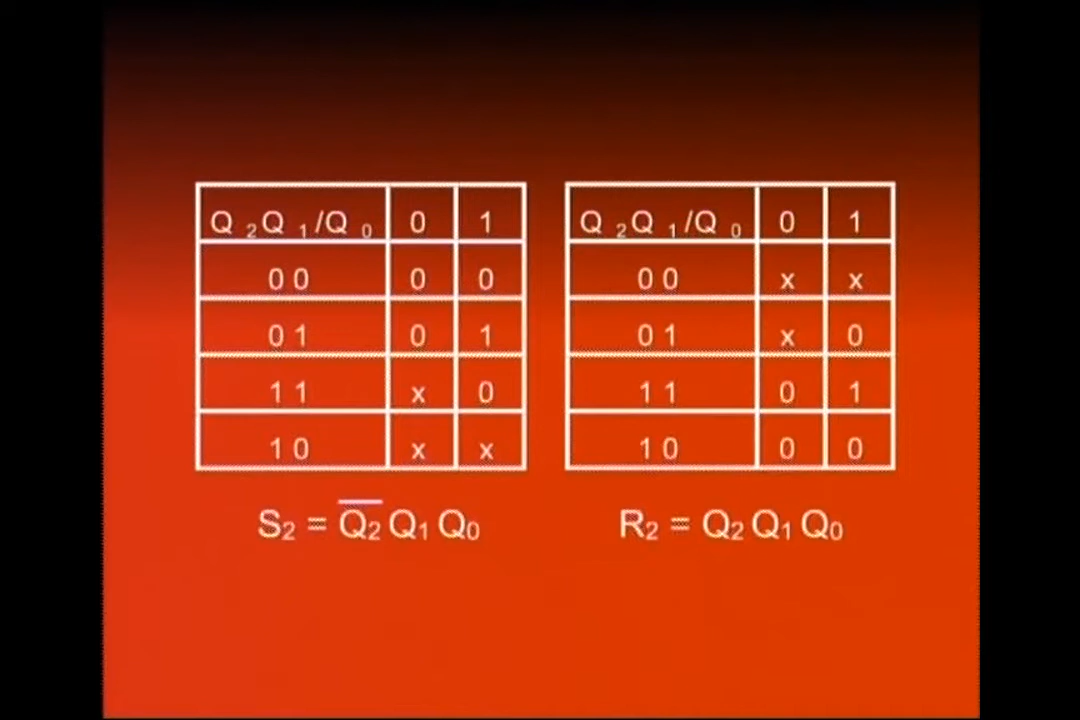 Q 2Q 1/Q 0 0 1
0 0 0 0
0 1 0 1
1 1 x 0
1 0 x x
S₂ = Q̅₂ Q₁ Q₀
Q 2Q 1/Q 0 0 1
0 0 x x
0 1 x 0
1 1 0 1
1 0 0 0
R₂ = Q₂ Q₁ Q₀